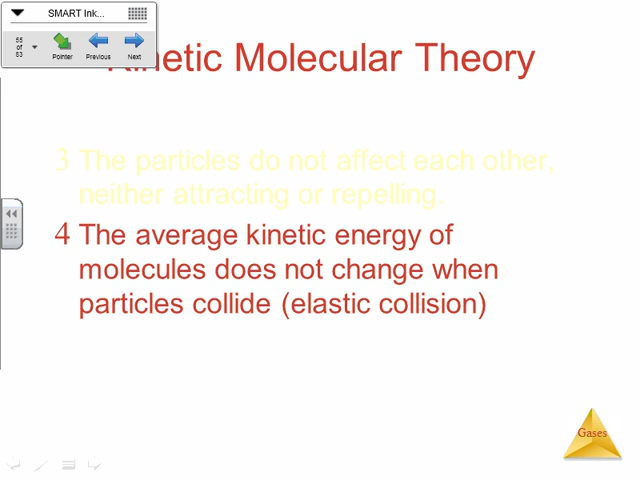 SMART Ink...
55
of
83
Pointer
Previous
Next
Kinetic Molecular Theory
3 The particles do not affect each other,
neither attracting or repelling.
4 The average kinetic energy of
molecules does not change when
particles collide (elastic collision)
Gases